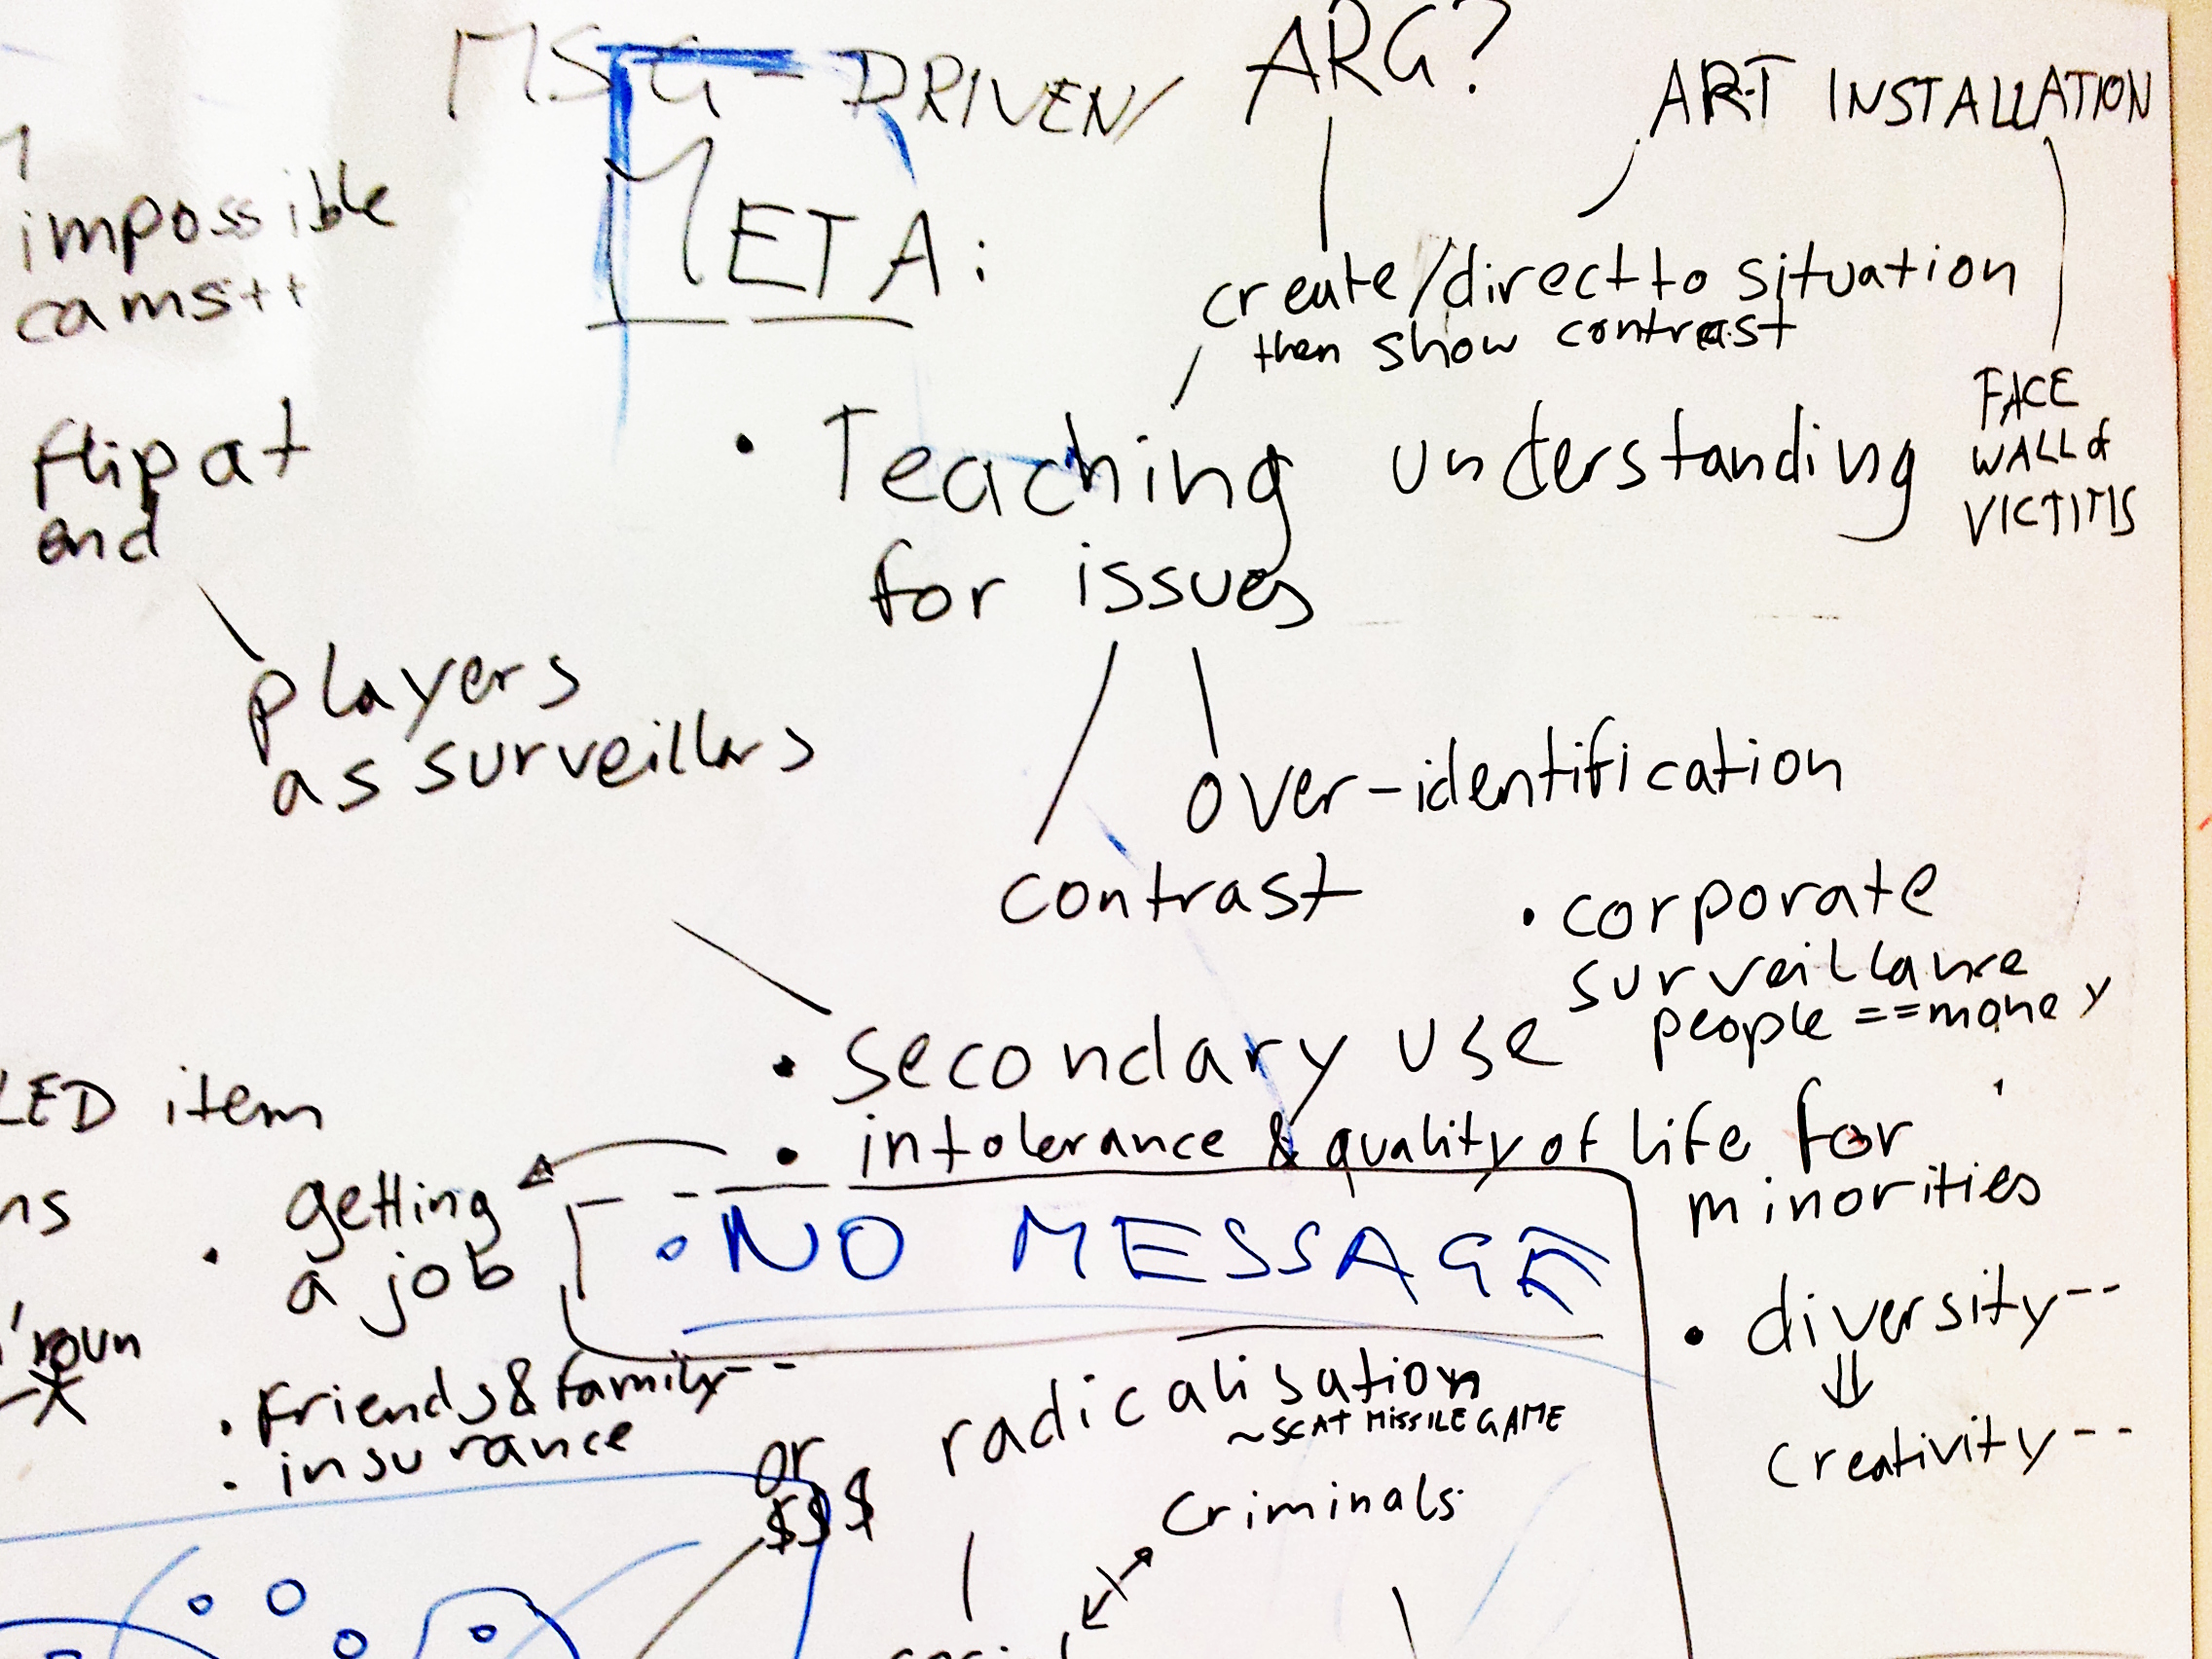 MSG-DRIVEN/
META:
ARG?
ART INSTALLATION
impossible
cams++
create/direct to situation
then show contrast
FACE
WALL of
VICTIMS
flip at
end
• Teaching understanding
for issues
players
as surveillers
over-identification
contrast
• corporate
surveillance
people == money
• secondary use
• intolerance & quality of life for
minorities
LED item
ns
• getting
a job
• NO MESSAGE
• diversity--
⇓
creativity--
'roun
• friends & family--
• insurance
or
$$$
radicalisation
~SCAT MISSILE GAME
criminals